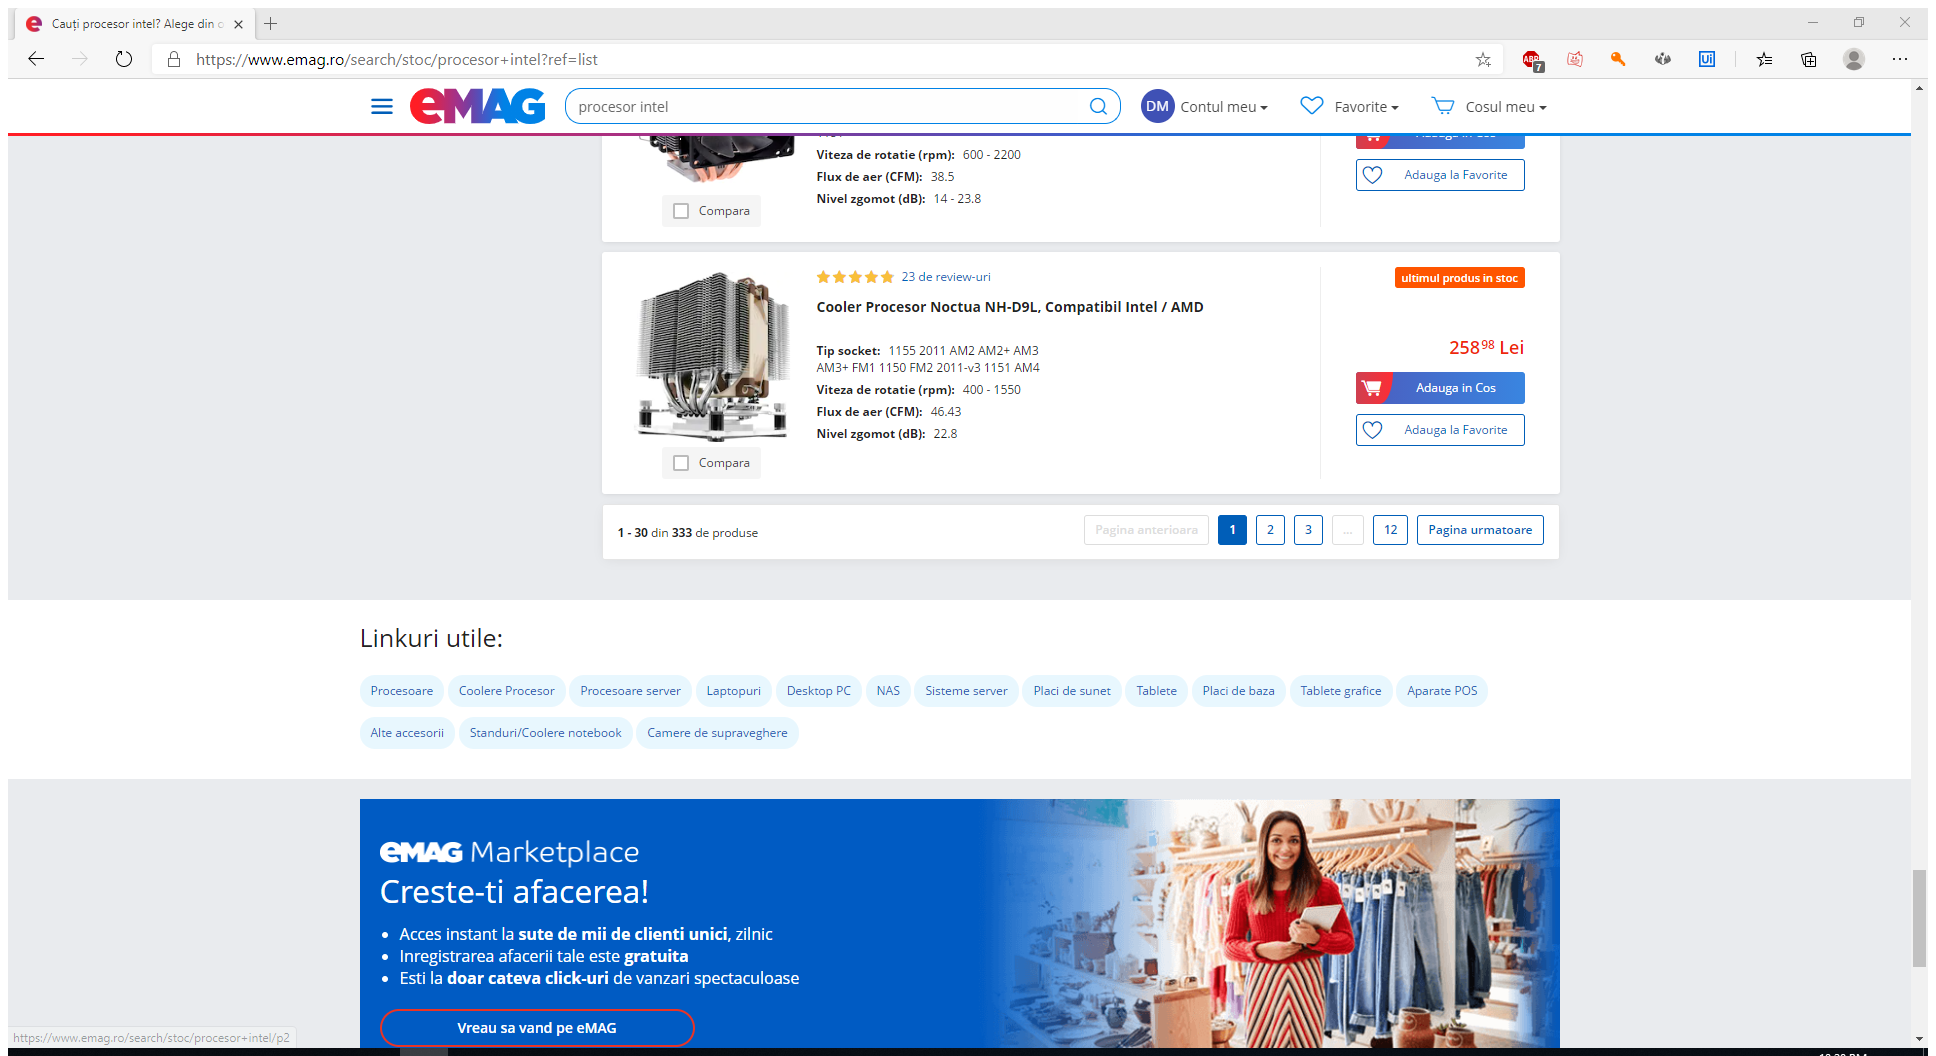 Cauți procesor intel? Alege din o
https://www.emag.ro/search/stoc/procesor+intel?ref=list
ABP
7
Ui
eMAG
procesor intel
DM
Contul meu
Favorite
Cosul meu
Viteza de rotatie (rpm): 600 - 2200
Flux de aer (CFM): 38.5
Nivel zgomot (dB): 14 - 23.8
Compara
Adauga la Favorite
23 de review-uri
ultimul produs in stoc
Cooler Procesor Noctua NH-D9L, Compatibil Intel / AMD
Tip socket: 1155 2011 AM2 AM2+ AM3
AM3+ FM1 1150 FM2 2011-v3 1151 AM4
Viteza de rotatie (rpm): 400 - 1550
Flux de aer (CFM): 46.43
Nivel zgomot (dB): 22.8
Compara
25898 Lei
Adauga in Cos
Adauga la Favorite
1 - 30 din 333 de produse
Pagina anterioara 1 2 3 ... 12 Pagina urmatoare
Linkuri utile:
Procesoare Coolere Procesor Procesoare server Laptopuri Desktop PC NAS Sisteme server Placi de sunet Tablete Placi de baza Tablete grafice Aparate POS
Alte accesorii Standuri/Coolere notebook Camere de supraveghere
eMAG Marketplace
Creste-ti afacerea!
• Acces instant la sute de mii de clienti unici, zilnic
• Inregistrarea afacerii tale este gratuita
• Esti la doar cateva click-uri de vanzari spectaculoase
Vreau sa vand pe eMAG
https://www.emag.ro/search/stoc/procesor+intel/p2